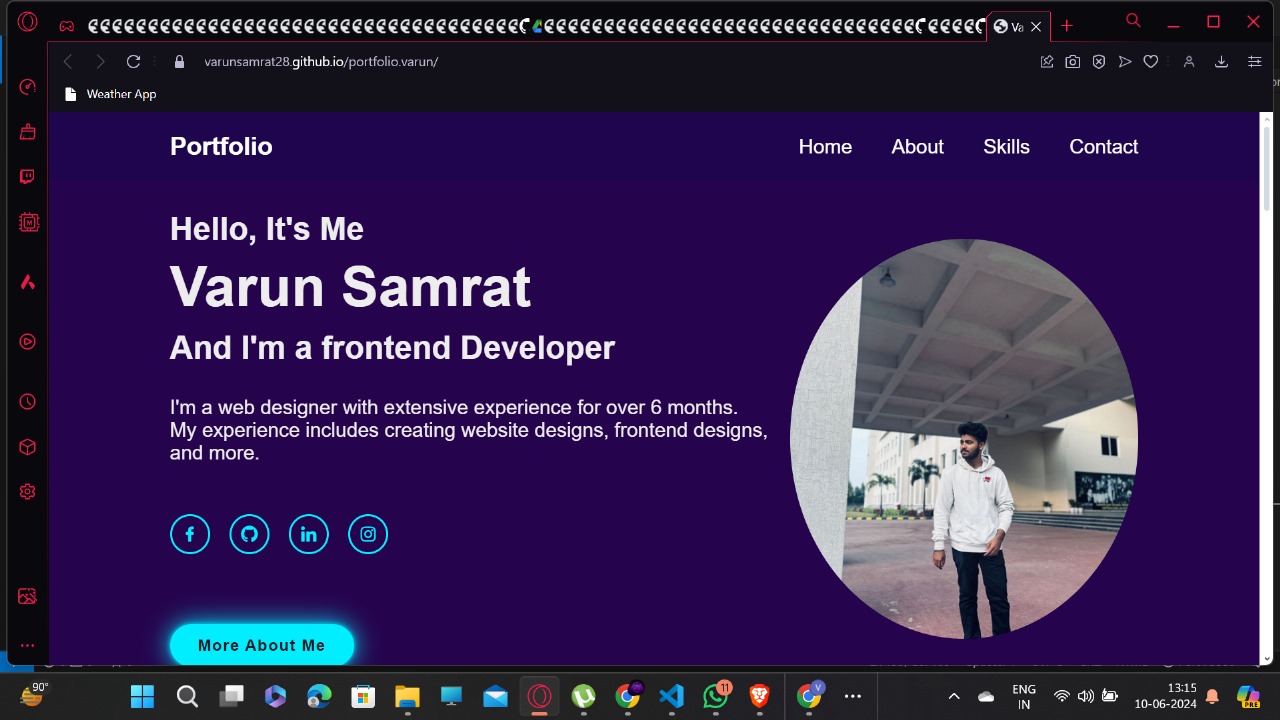 Va
varunsamrat28.github.io/portfolio.varun/
Weather App
Portfolio
Home About Skills Contact
Hello, It's Me
Varun Samrat
And I'm a frontend Developer
I'm a web designer with extensive experience for over 6 months.
My experience includes creating website designs, frontend designs,
and more.
More About Me
90°
11
V
ENG
IN
13:15
10-06-2024
PRE